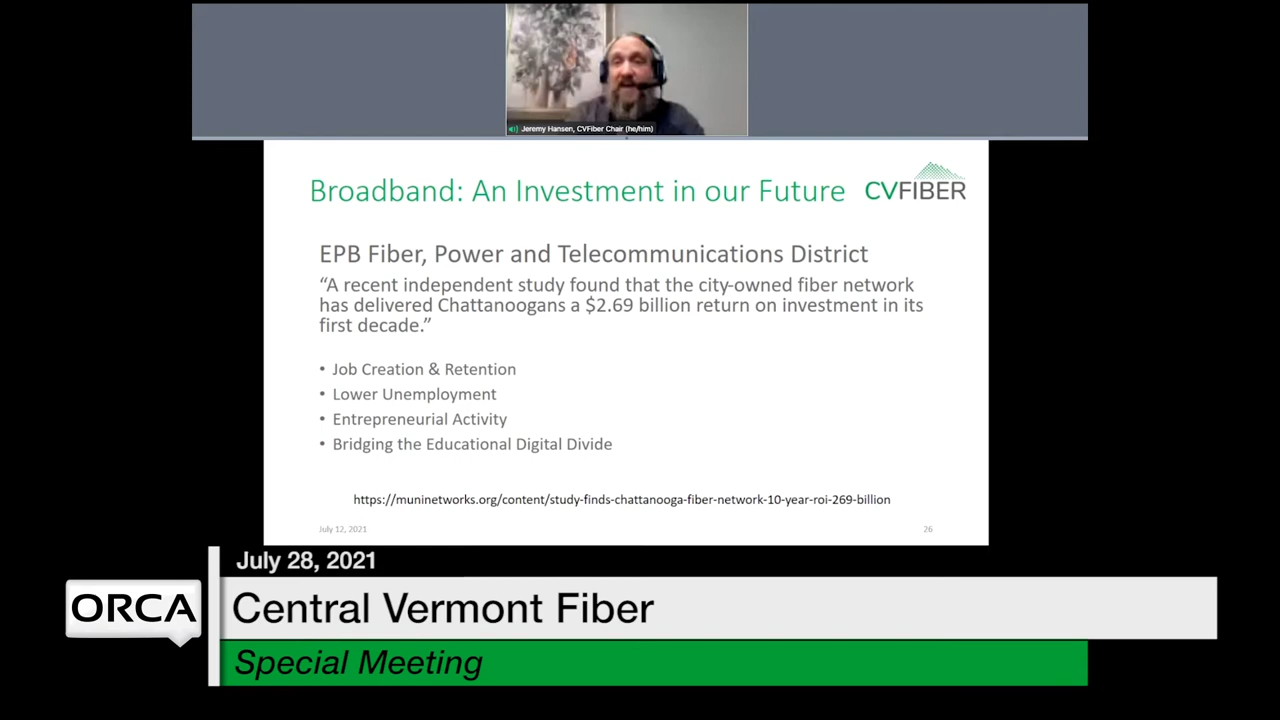 Jeremy Hansen, CVFiber Chair (he/him)
Broadband: An Investment in our Future
CVFIBER
EPB Fiber, Power and Telecommunications District
“A recent independent study found that the city-owned fiber network
has delivered Chattanoogans a $2.69 billion return on investment in its
first decade.”
• Job Creation & Retention
• Lower Unemployment
• Entrepreneurial Activity
• Bridging the Educational Digital Divide
https://muninetworks.org/content/study-finds-chattanooga-fiber-network-10-year-roi-269-billion
July 12, 2021
26
July 28, 2021
ORCA
Central Vermont Fiber
Special Meeting